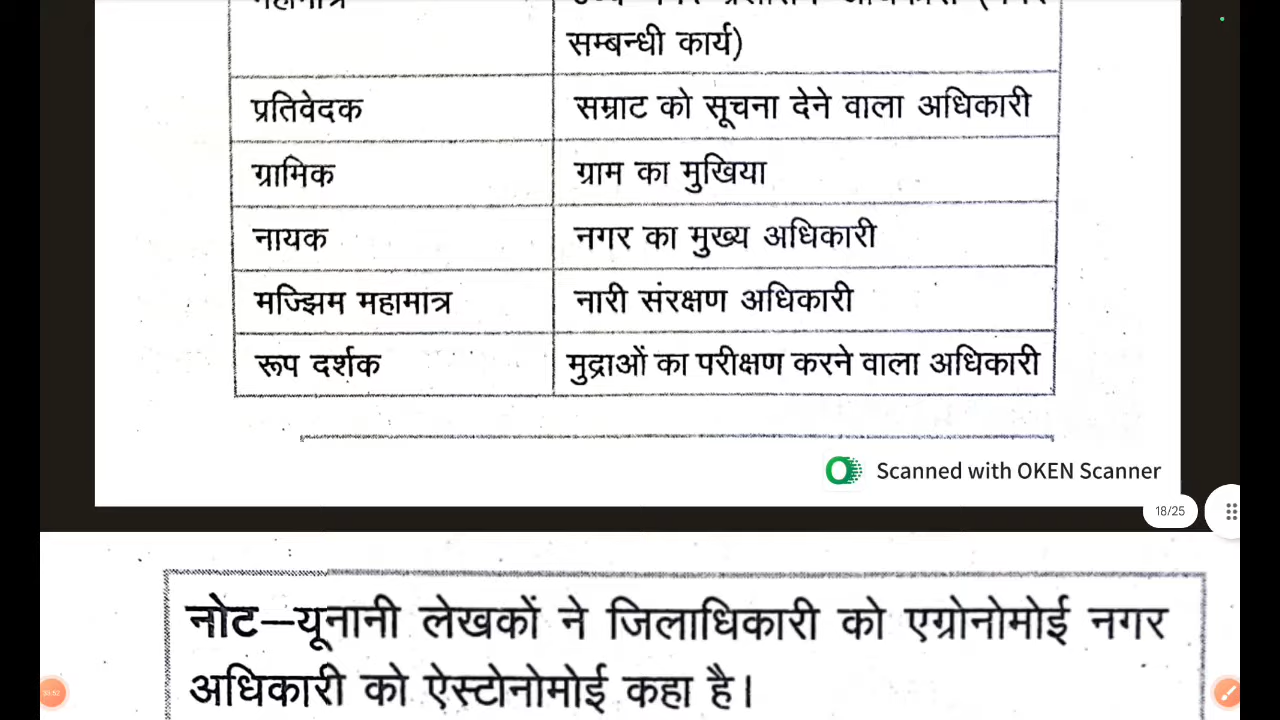 सम्बन्धी कार्य)
प्रतिवेदक सम्राट को सूचना देने वाला अधिकारी
ग्रामिक ग्राम का मुखिया
नायक नगर का मुख्य अधिकारी
मज्झिम महामात्र नारी संरक्षण अधिकारी
रूप दर्शक मुद्राओं का परीक्षण करने वाला अधिकारी
Scanned with OKEN Scanner
18/25
नोट–यूनानी लेखकों ने जिलाधिकारी को एग्रोनोमोई नगर
अधिकारी को ऐस्टोनोमोई कहा है।